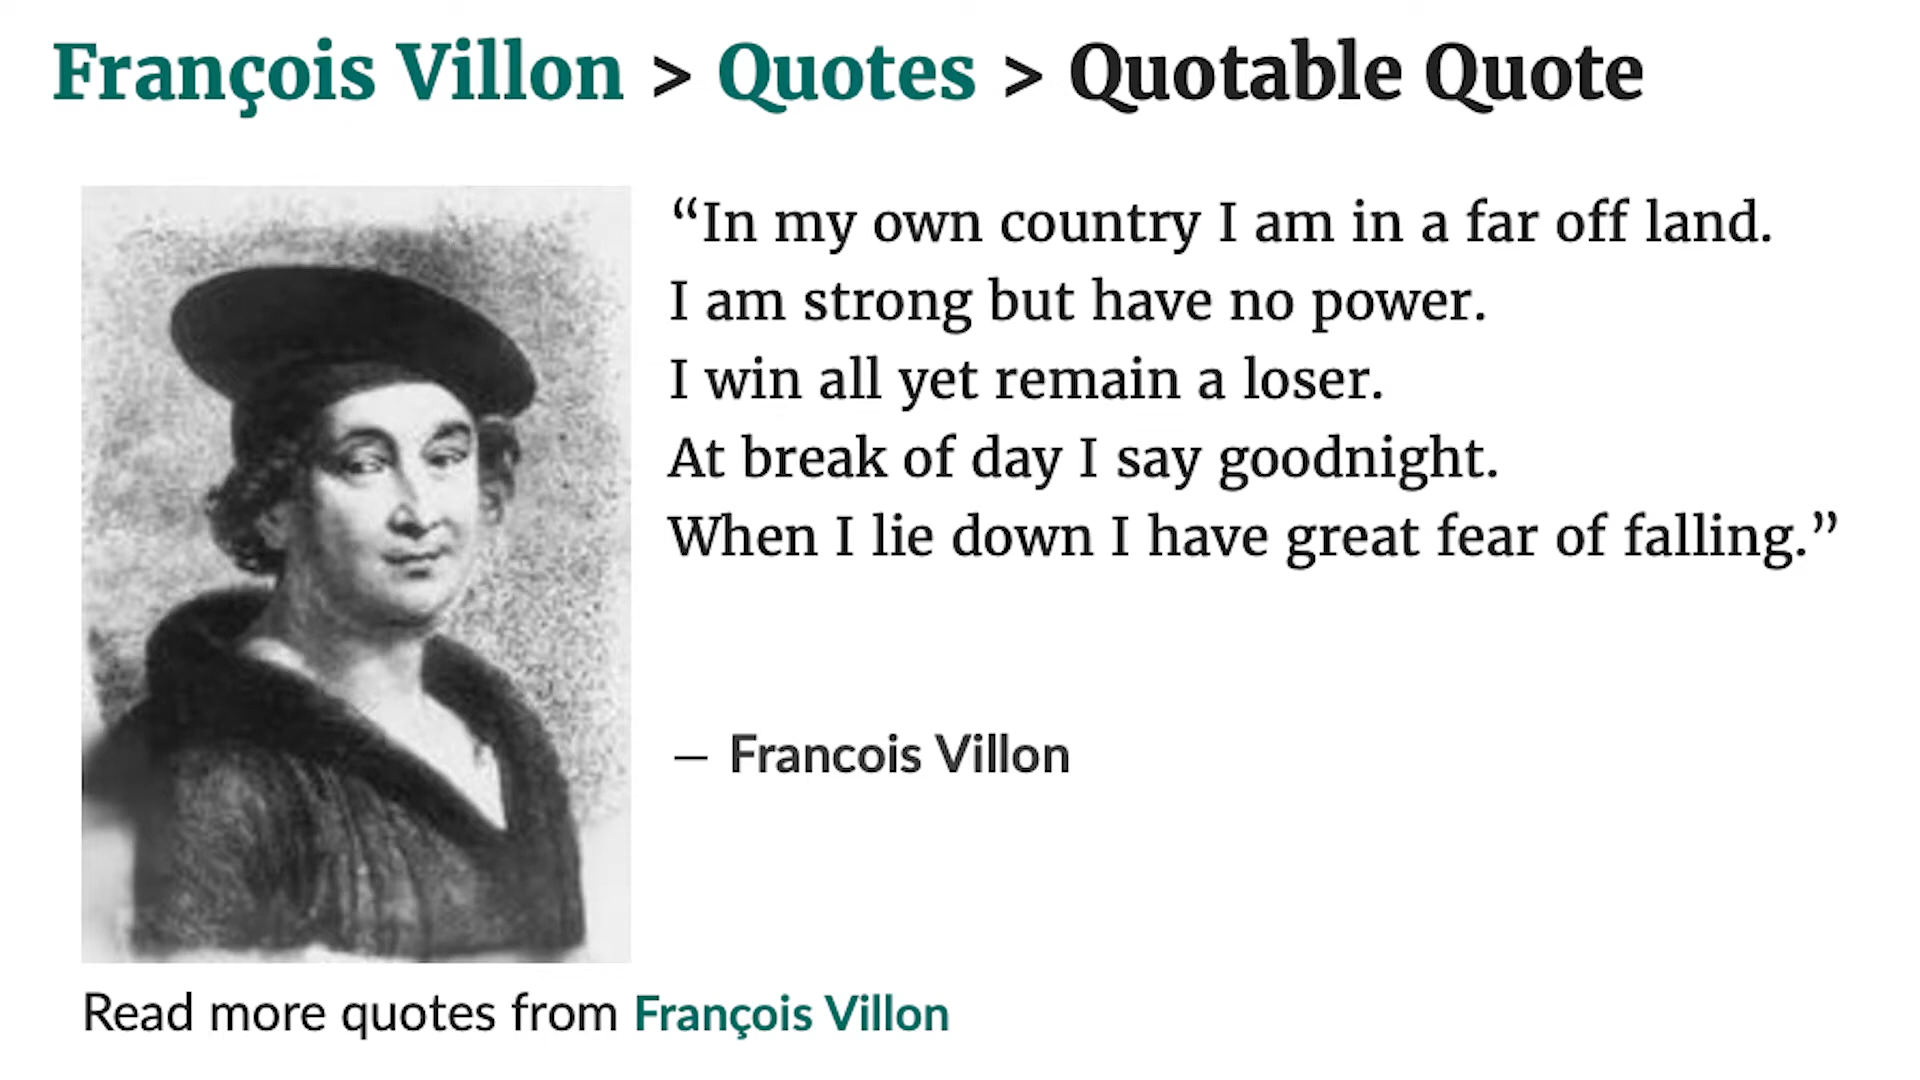 François Villon > Quotes > Quotable Quote
“In my own country I am in a far off land.
I am strong but have no power.
I win all yet remain a loser.
At break of day I say goodnight.
When I lie down I have great fear of falling.”
— Francois Villon
Read more quotes from François Villon